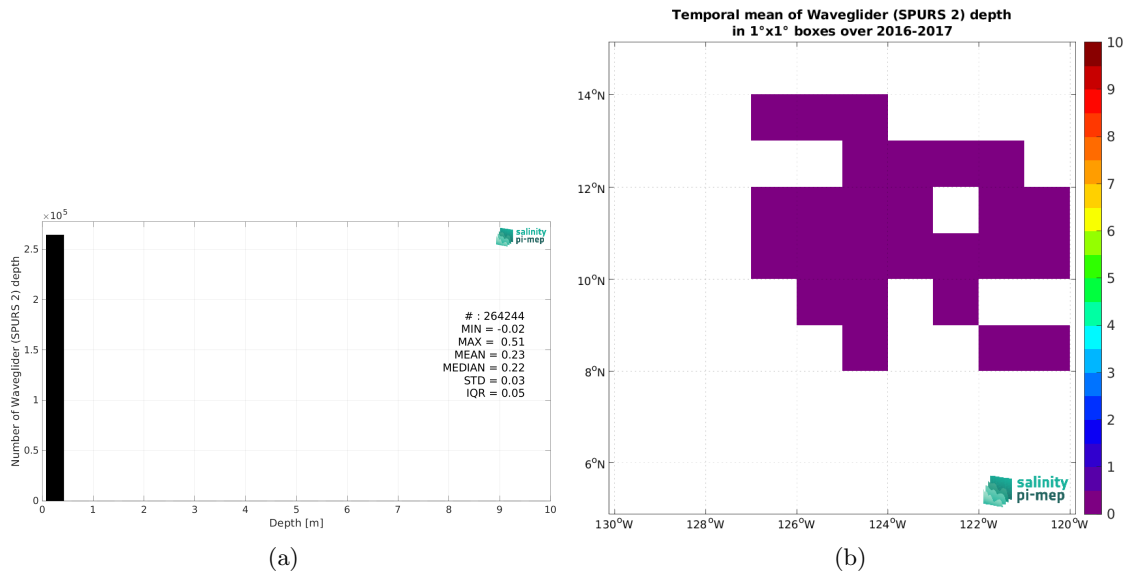 ×10^5
2.5
2
1.5
1
0.5
0
Number of Waveglider (SPURS 2) depth
salinity
pi-mep
# : 264244
MIN = -0.02
MAX = 0.51
MEAN = 0.23
MEDIAN = 0.22
STD = 0.03
IQR = 0.05
0 1 2 3 4 5 6 7 8 9 10
Depth [m]
(a)
Temporal mean of Waveglider (SPURS 2) depth
in 1°x1° boxes over 2016-2017
14°N
12°N
10°N
8°N
6°N
130°W 128°W 126°W 124°W 122°W 120°W
salinity
pi-mep
10
9
8
7
6
5
4
3
2
1
0
(b)